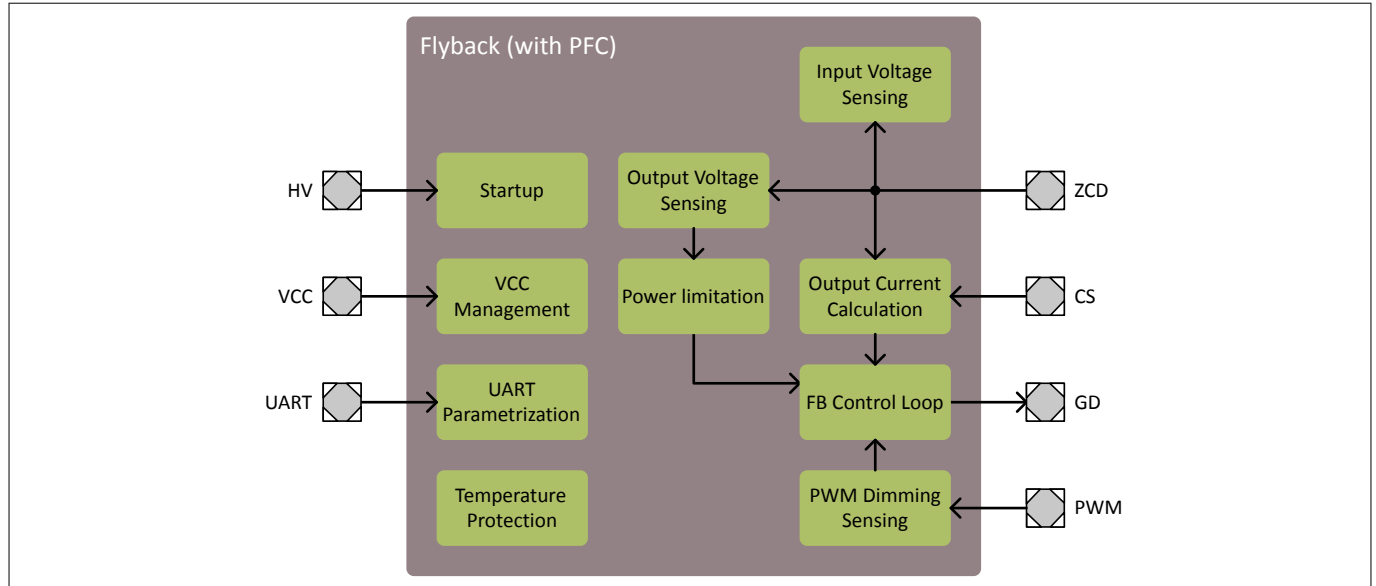 Flyback (with PFC)
Input Voltage
Sensing
HV
Startup
Output Voltage
Sensing
ZCD
VCC
VCC
Management
Power limitation
Output Current
Calculation
CS
UART
UART
Parametrization
FB Control Loop
GD
Temperature
Protection
PWM Dimming
Sensing
PWM